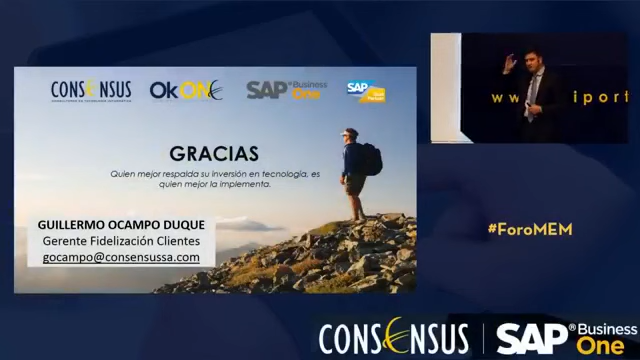 CONSENSUS
OkONE
SAP Business One
SAP
GRACIAS
Quien mejor respalda su inversión en tecnología, es
quien mejor la implementa.
GUILLERMO OCAMPO DUQUE
Gerente Fidelización Clientes
gocampo@consensussa.com
#ForoMEM
CONSENSUS
SAP® Business One